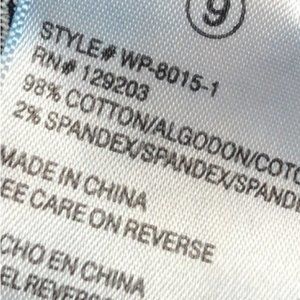 9
STYLE# WP-8015-1
RN# 129203
98% COTTON/ALGODON/COTO
2% SPANDEX/SPANDEX/SPANDE
MADE IN CHINA
EE CARE ON REVERSE
CHO EN CHINA
EL REVERS